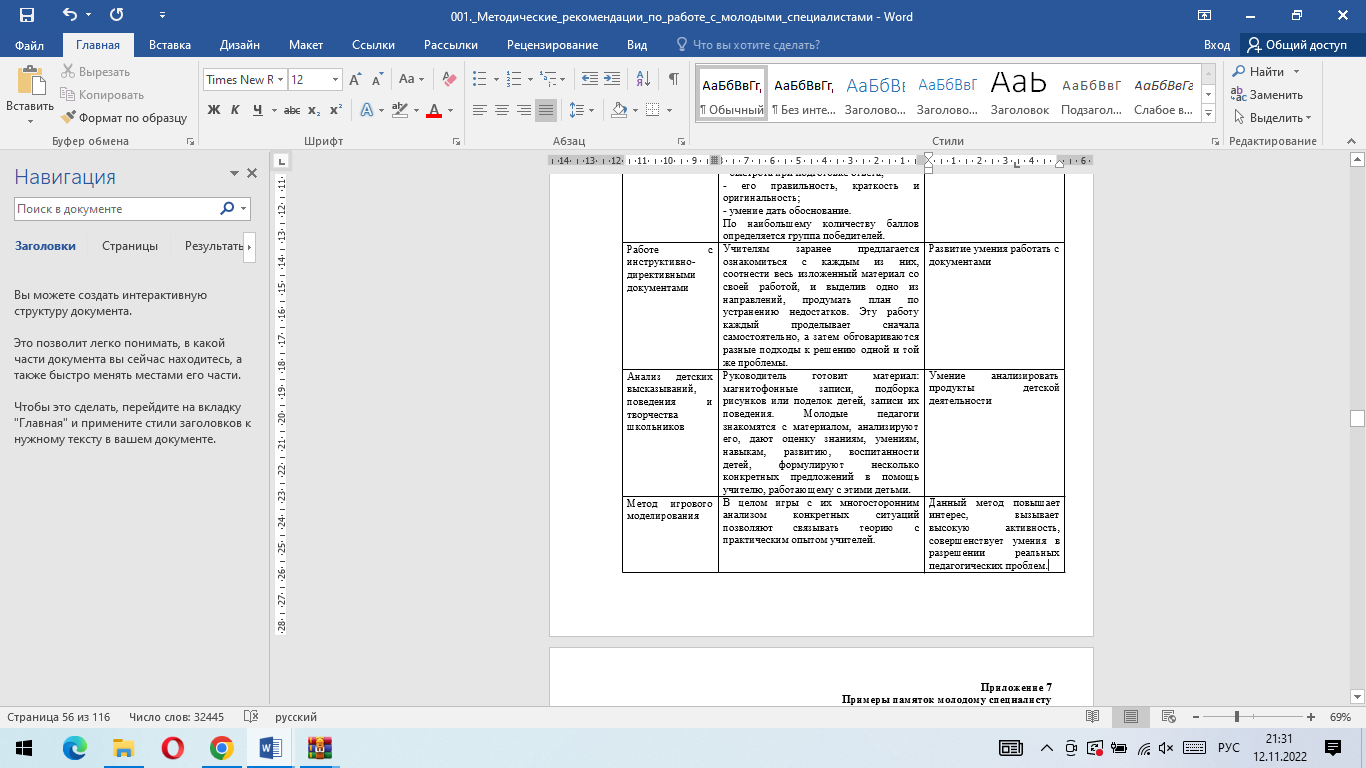 001._Методические_рекомендации_по_работе_с_молодыми_специалистами - Word
Файл
Главная
Вставка
Дизайн
Макет
Ссылки
Рассылки
Рецензирование
Вид
Что вы хотите сделать?
Вход
Общий доступ
Вставить
Вырезать
Копировать
Формат по образцу
Буфер обмена
Times New R
12
Шрифт
Абзац
АаБбВвГг,
¶ Обычный
АаБбВвГг,
¶ Без инте...
АаБбВв
Заголово...
АаБбВвГ
Заголово...
АаЬ
Заголовок
АаБбВвГ
Подзагол...
АаБбВвГг
Слабое в...
Стили
Найти
Заменить
Выделить
Редактирование
Навигация
Поиск в документе
Заголовки
Страницы
Результаты
Вы можете создать интерактивную
структуру документа.
Это позволит легко понимать, в какой
части документа вы сейчас находитесь, а
также быстро менять местами его части.
Чтобы это сделать, перейдите на вкладку
"Главная" и примените стили заголовков к
нужному тексту в вашем документе.
- быстрота при подготовке ответа;
- его правильность, краткость и
оригинальность;
- умение дать обоснование.
По наибольшему количеству баллов
определяется группа победителей.
Работе с
инструктивно-
директивными
документами
Учителям заранее предлагается
ознакомиться с каждым из них,
соотнести весь изложенный материал со
своей работой, и выделив одно из
направлений, продумать план по
устранению недостатков. Эту работу
каждый проделывает сначала
самостоятельно, а затем обговариваются
разные подходы к решению одной и той
же проблемы.
Развитие умения работать с
документами
Анализ детских
высказываний,
поведения и
творчества
школьников
Руководитель готовит материал:
магнитофонные записи, подборка
рисунков или поделок детей, записи их
поведения. Молодые педагоги
знакомятся с материалом, анализируют
его, дают оценку знаниям, умениям,
навыкам, развитию, воспитанности
детей, формулируют несколько
конкретных предложений в помощь
учителю, работающему с этими детьми.
Умение анализировать
продукты детской
деятельности
Метод игрового
моделирования
В целом игры с их многосторонним
анализом конкретных ситуаций
позволяют связывать теорию с
практическим опытом учителей.
Данный метод повышает
интерес, вызывает
высокую активность,
совершенствует умения в
разрешении реальных
педагогических проблем.
Приложение 7
Примеры памяток молодому специалисту
Страница 56 из 116
Число слов: 32445
русский
69%
РУС
21:31
12.11.2022